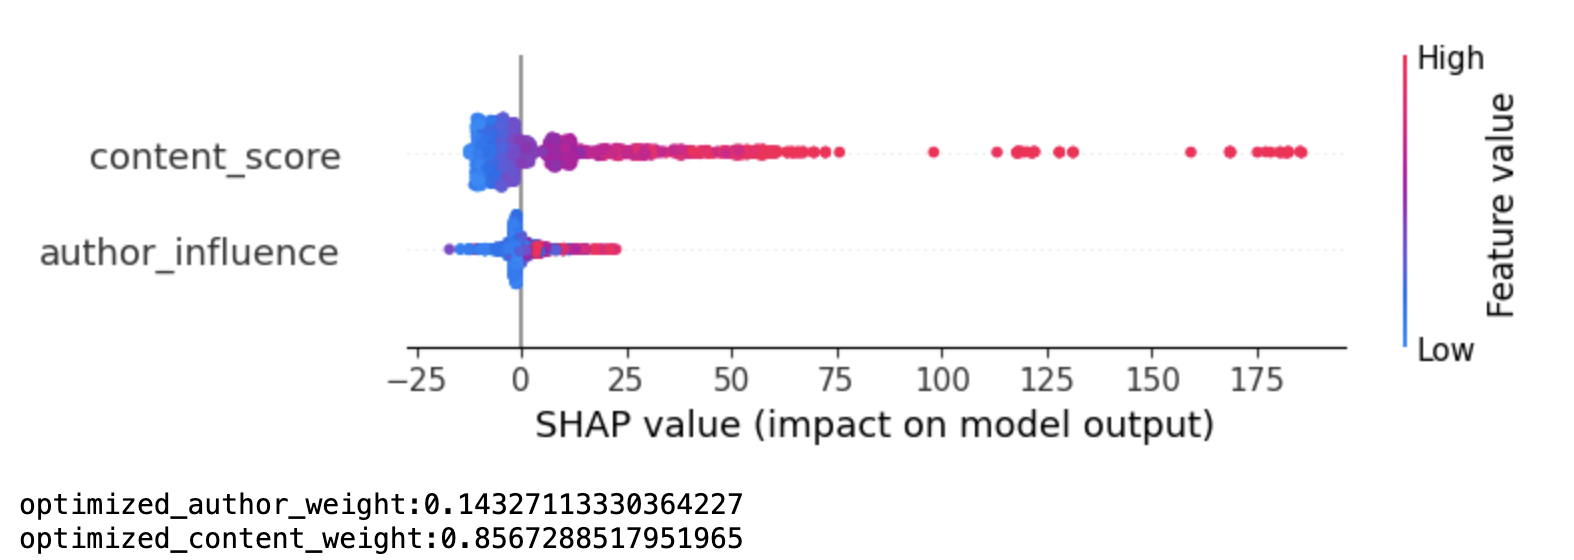 High
content_score
author_influence
Feature value
Low
−25 0 25 50 75 100 125 150 175
SHAP value (impact on model output)
optimized_author_weight:0.14327113330364227
optimized_content_weight:0.8567288517951965